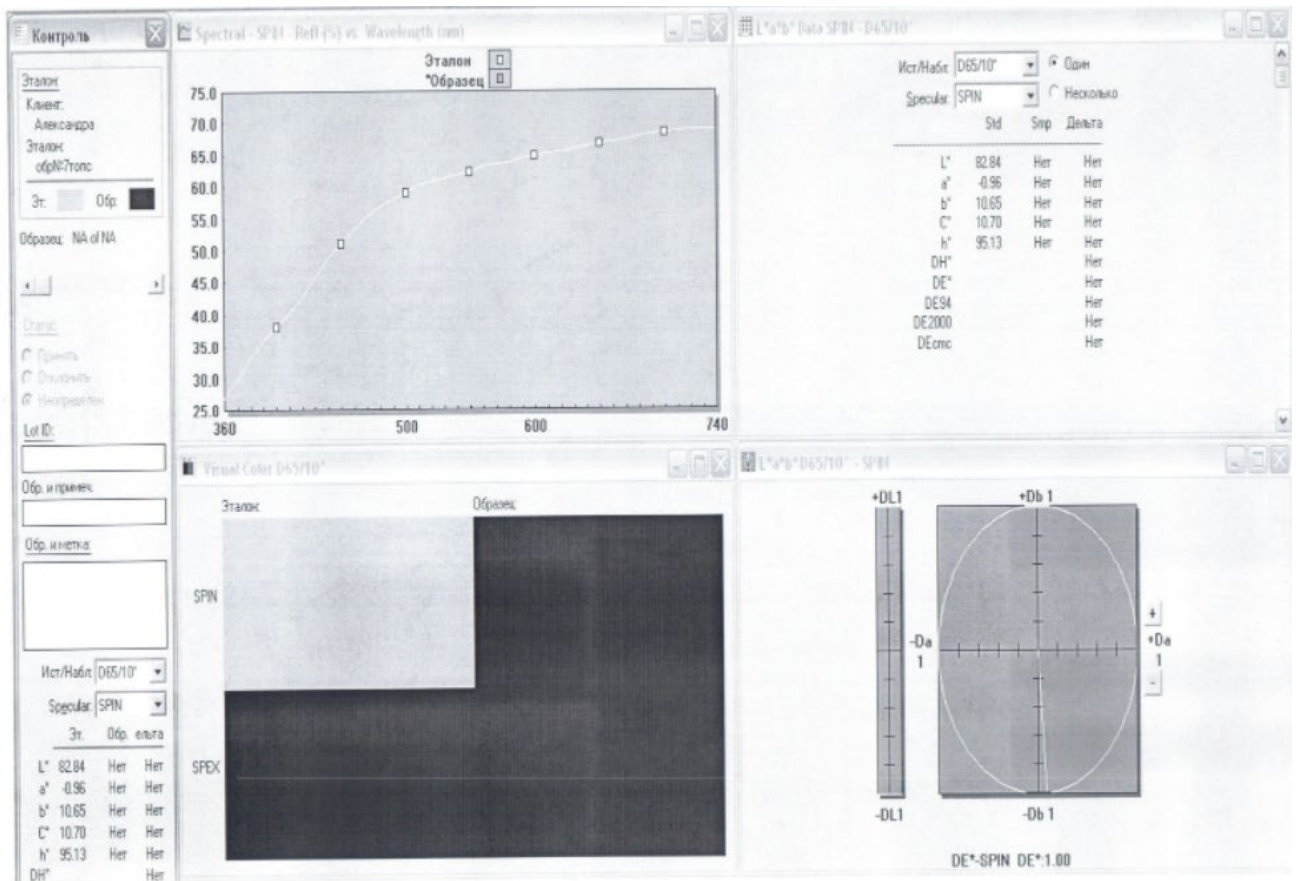 Контроль
Эталон:
Клиент:
Александра
Эталон:
обр№7топс
Эт. Обр:
Образец: NA of NA
Статус:
Принять
Отклонить
Неопределен
Lot ID:
Обр. и примеч:
Обр. и метка:
Ист/Набл: D65/10°
Specular: SPIN
Эт. Обр. ельта
L* 82.84 Нет Нет
a* -0.96 Нет Нет
b* 10.65 Нет Нет
C* 10.70 Нет Нет
h° 95.13 Нет Нет
DH* Нет
Spectral - SPIN - Refl (%) vs. Wavelength (nm)
Эталон
*Образец
75.0
70.0
65.0
60.0
55.0
50.0
45.0
40.0
35.0
30.0
25.0
360 500 600 740
L*a*b* Data SPIN - D65/10°
Ист/Набл: D65/10° Один
Specular: SPIN Несколько
Std Smp Дельта
L* 82.84 Нет Нет
a* -0.96 Нет Нет
b* 10.65 Нет Нет
C* 10.70 Нет Нет
h° 95.13 Нет Нет
DH* Нет
DE* Нет
DE94 Нет
DE2000 Нет
DEcmc Нет
Visual Color D65/10°
Эталон: Образец:
SPIN
SPEX
L*a*b* D65/10° - SPIN
+DL1 +Db 1
+
-Da +Da
1 1
-
-DL1 -Db 1
DE*-SPIN DE*:1.00